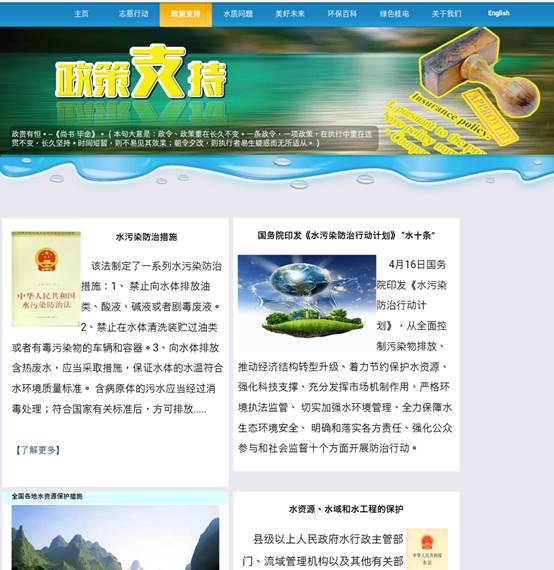 主页 志愿行动 政策支持 水质问题 美好未来 环保百科 绿色桂电 关于我们 English
政策支持
Insurance policy
APPROVED
政贵有恒。—《尚书·毕命》。( 本句大意是：政令、政策重在长久不变。一条政令，一项政策，在执行中重在连
贯不变，长久坚持。时间短暂，则不易见其效果；朝令夕改，则执行者易生疑惑而无所适从。)
水污染防治措施
中华人民共和国
水污染防治法
该法制定了一系列水污染防治
措施：1、 禁止向水体排放油
类、酸液、碱液或者剧毒废液。
2、禁止在水体清洗装贮过油类
或者有毒污染物的车辆和容器。3、向水体排放
含热废水，应当采取措施，保证水体的水温符合
水环境质量标准。 含病原体的污水应当经过消
毒处理；符合国家有关标准后，方可排放.....
【了解更多】
国务院印发《水污染防治行动计划》 “水十条”
4月16日国务
院印发《水污染
防治行动计
划》，从全面控
制污染物排放、
推动经济结构转型升级、着力节约保护水资源、
强化科技支撑、充分发挥市场机制作用、严格环
境执法监管、 切实加强水环境管理、全力保障水
生态环境安全、 明确和落实各方责任、强化公众
参与和社会监督十个方面开展防治行动。
全国各地水资源保护措施
水资源、水域和水工程的保护
县级以上人民政府水行政主管部
门、流域管理机构以及其他有关部
中华人民共和国
水法